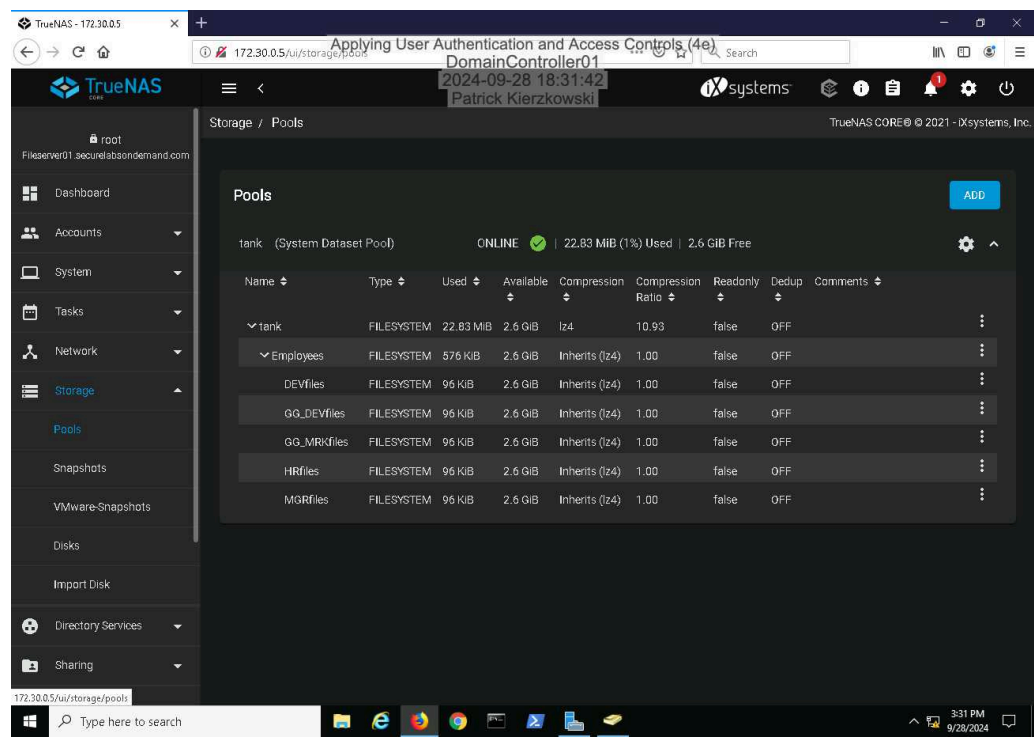 TrueNAS - 172.30.0.5
172.30.0.5/ui/storage/pools
Search
Applying User Authentication and Access Controls (4e)
DomainController01
2024-09-28 18:31:42
Patrick Kierzkowski
TrueNAS
CORE
iXsystems
1
root
Fileserver01.securelabsondemand.com
Storage / Pools
TrueNAS CORE® © 2021 - iXsystems, Inc.
Dashboard
Accounts
System
Tasks
Network
Storage
Pools
Snapshots
VMware-Snapshots
Disks
Import Disk
Directory Services
Sharing
Pools
ADD
tank (System Dataset Pool) ONLINE | 22.83 MiB (1%) Used | 2.6 GiB Free
Name Type Used Available Compression Compression Ratio Readonly Dedup Comments
tank FILESYSTEM 22.83 MiB 2.6 GiB lz4 10.93 false OFF
Employees FILESYSTEM 576 KiB 2.6 GiB Inherits (lz4) 1.00 false OFF
DEVfiles FILESYSTEM 96 KiB 2.6 GiB Inherits (lz4) 1.00 false OFF
GG_DEVfiles FILESYSTEM 96 KiB 2.6 GiB Inherits (lz4) 1.00 false OFF
GG_MRKfiles FILESYSTEM 96 KiB 2.6 GiB Inherits (lz4) 1.00 false OFF
HRfiles FILESYSTEM 96 KiB 2.6 GiB Inherits (lz4) 1.00 false OFF
MGRfiles FILESYSTEM 96 KiB 2.6 GiB Inherits (lz4) 1.00 false OFF
172.30.0.5/ui/storage/pools
Type here to search
3:31 PM
9/28/2024